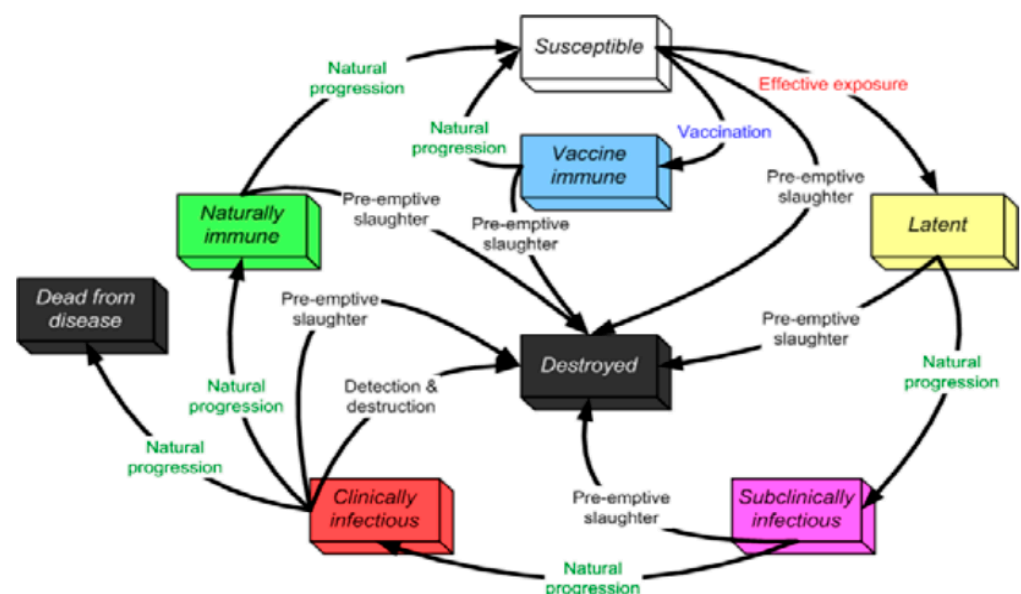 Susceptible
Natural
progression
Effective exposure
Natural
progression
Vaccination
Vaccine
immune
Pre-emptive
slaughter
Pre-emptive
slaughter
Naturally
immune
Pre-emptive
slaughter
Latent
Dead from
disease
Pre-emptive
slaughter
Pre-emptive
slaughter
Destroyed
Natural
progression
Natural
progression
Detection &
destruction
Natural
progression
Clinically
infectious
Pre-emptive
slaughter
Subclinically
infectious
Natural
progression